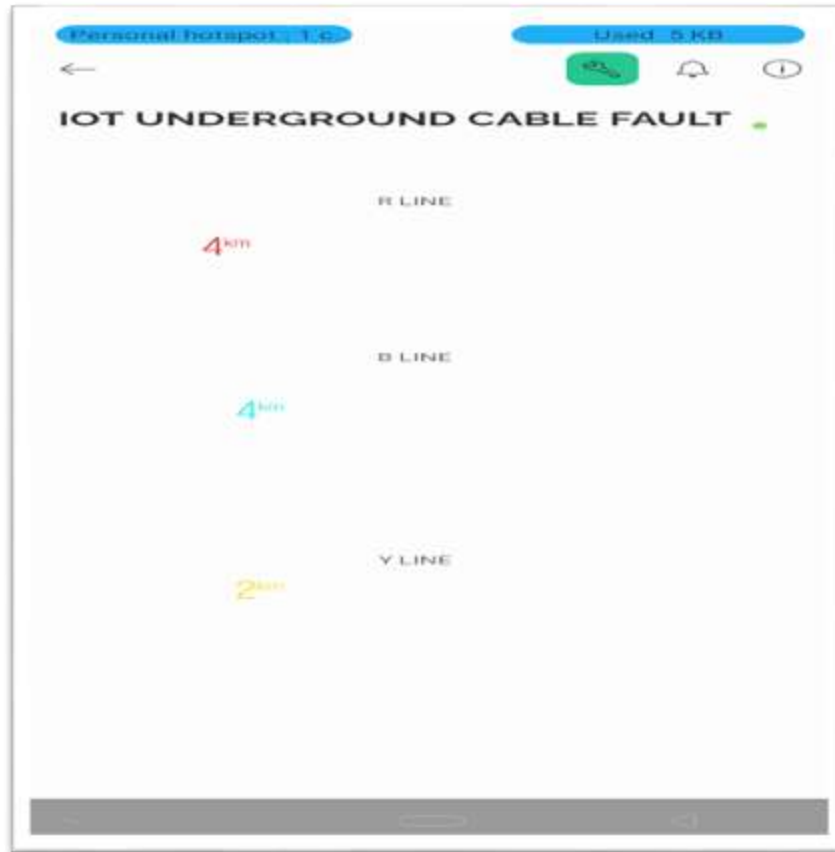 Personal hotspot : 1 c
Used 5 KB
IOT UNDERGROUND CABLE FAULT
R LINE
4km
B LINE
4km
Y LINE
2km